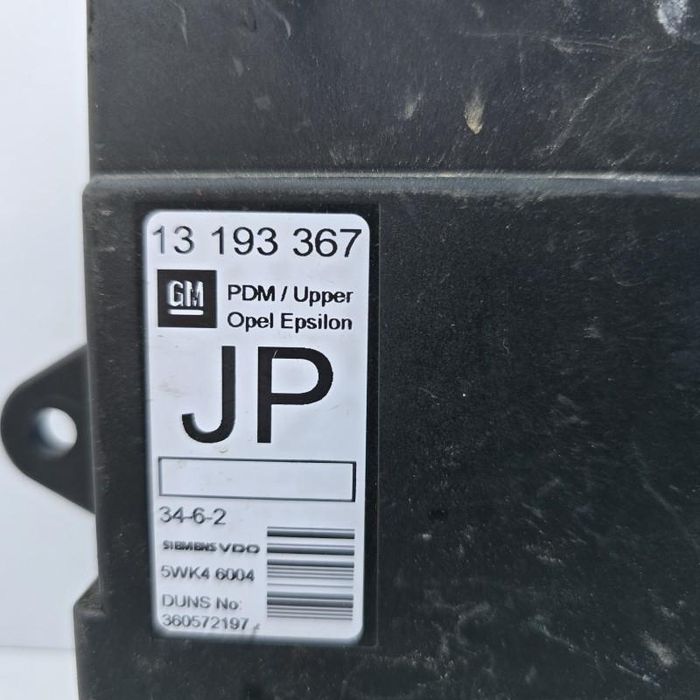 13 193 367
GM
PDM / Upper
Opel Epsilon
JP
34-6-2
SIEMENS VDO
5WK4 6004
DUNS No:
360572197